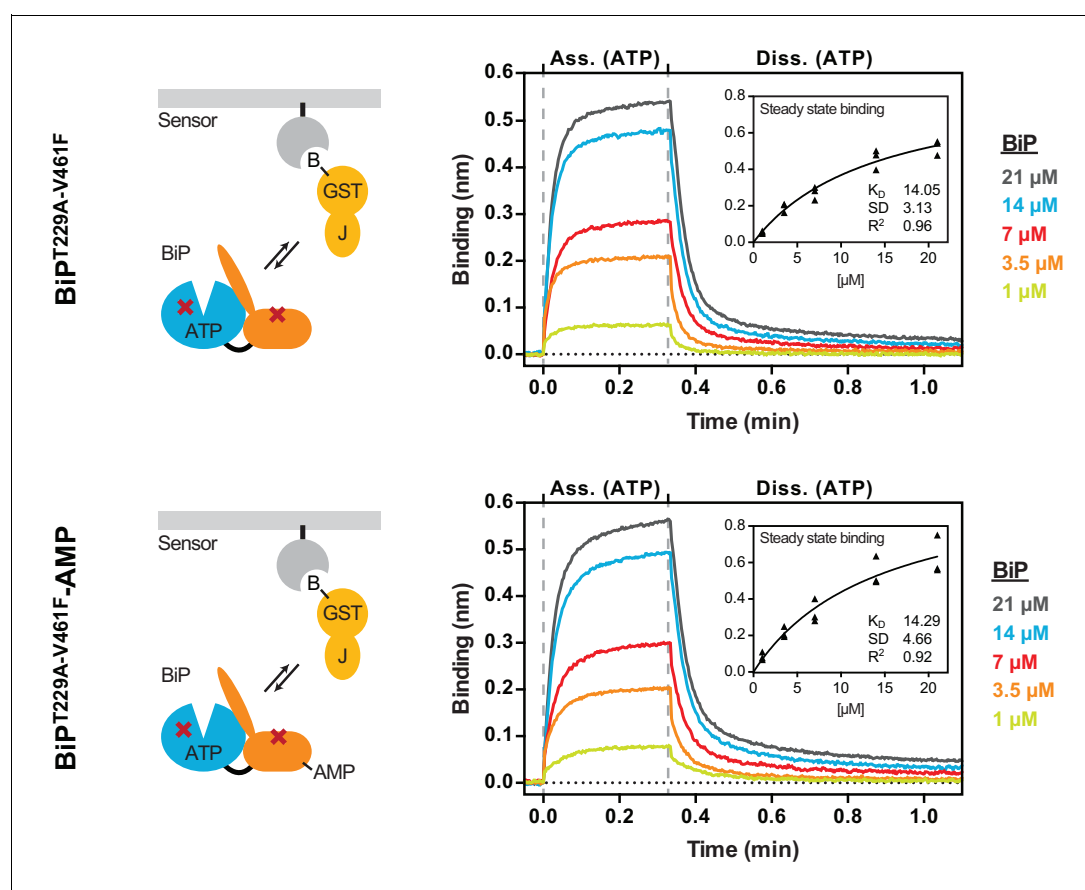 BiPT229A-V461F
Sensor
B
GST
J
BiP
ATP
Ass. (ATP) Diss. (ATP)
Binding (nm)
0.6
0.5
0.4
0.3
0.2
0.1
0.0
0.0 0.2 0.4 0.6 0.8 1.0
Time (min)
Steady state binding
0.8
0.6
0.4
0.2
0.0
0 5 10 15 20
[µM]
KD 14.05
SD 3.13
R2 0.96
BiP
21 µM
14 µM
7 µM
3.5 µM
1 µM
BiPT229A-V461F-AMP
Sensor
B
GST
J
BiP
ATP
AMP
Ass. (ATP) Diss. (ATP)
Binding (nm)
0.6
0.5
0.4
0.3
0.2
0.1
0.0
0.0 0.2 0.4 0.6 0.8 1.0
Time (min)
Steady state binding
0.8
0.6
0.4
0.2
0.0
0 5 10 15 20
[µM]
KD 14.29
SD 4.66
R2 0.92
BiP
21 µM
14 µM
7 µM
3.5 µM
1 µM